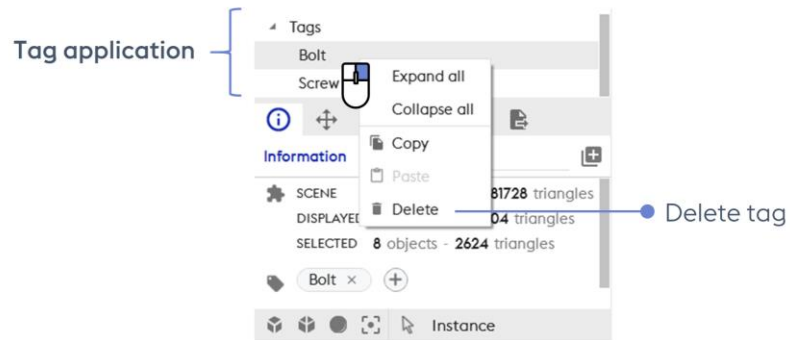 Tags
Tag application
Bolt
Screw
Expand all
Collapse all
Copy
Information
Paste
SCENE 81728 triangles
Delete
DISPLAYED 04 triangles
Delete tag
SELECTED 8 objects - 2624 triangles
Bolt ×
Instance